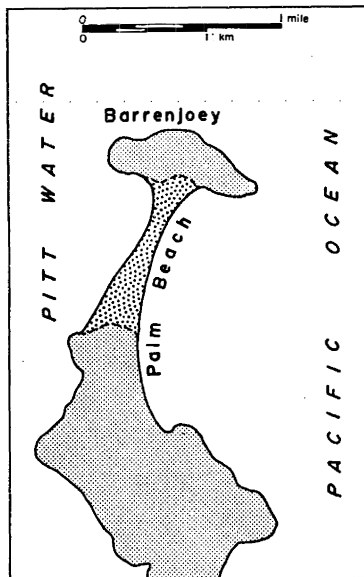 0 1 mile
0 1 km
Barrenjoey
PITT WATER
Palm Beach
PACIFIC OCEAN